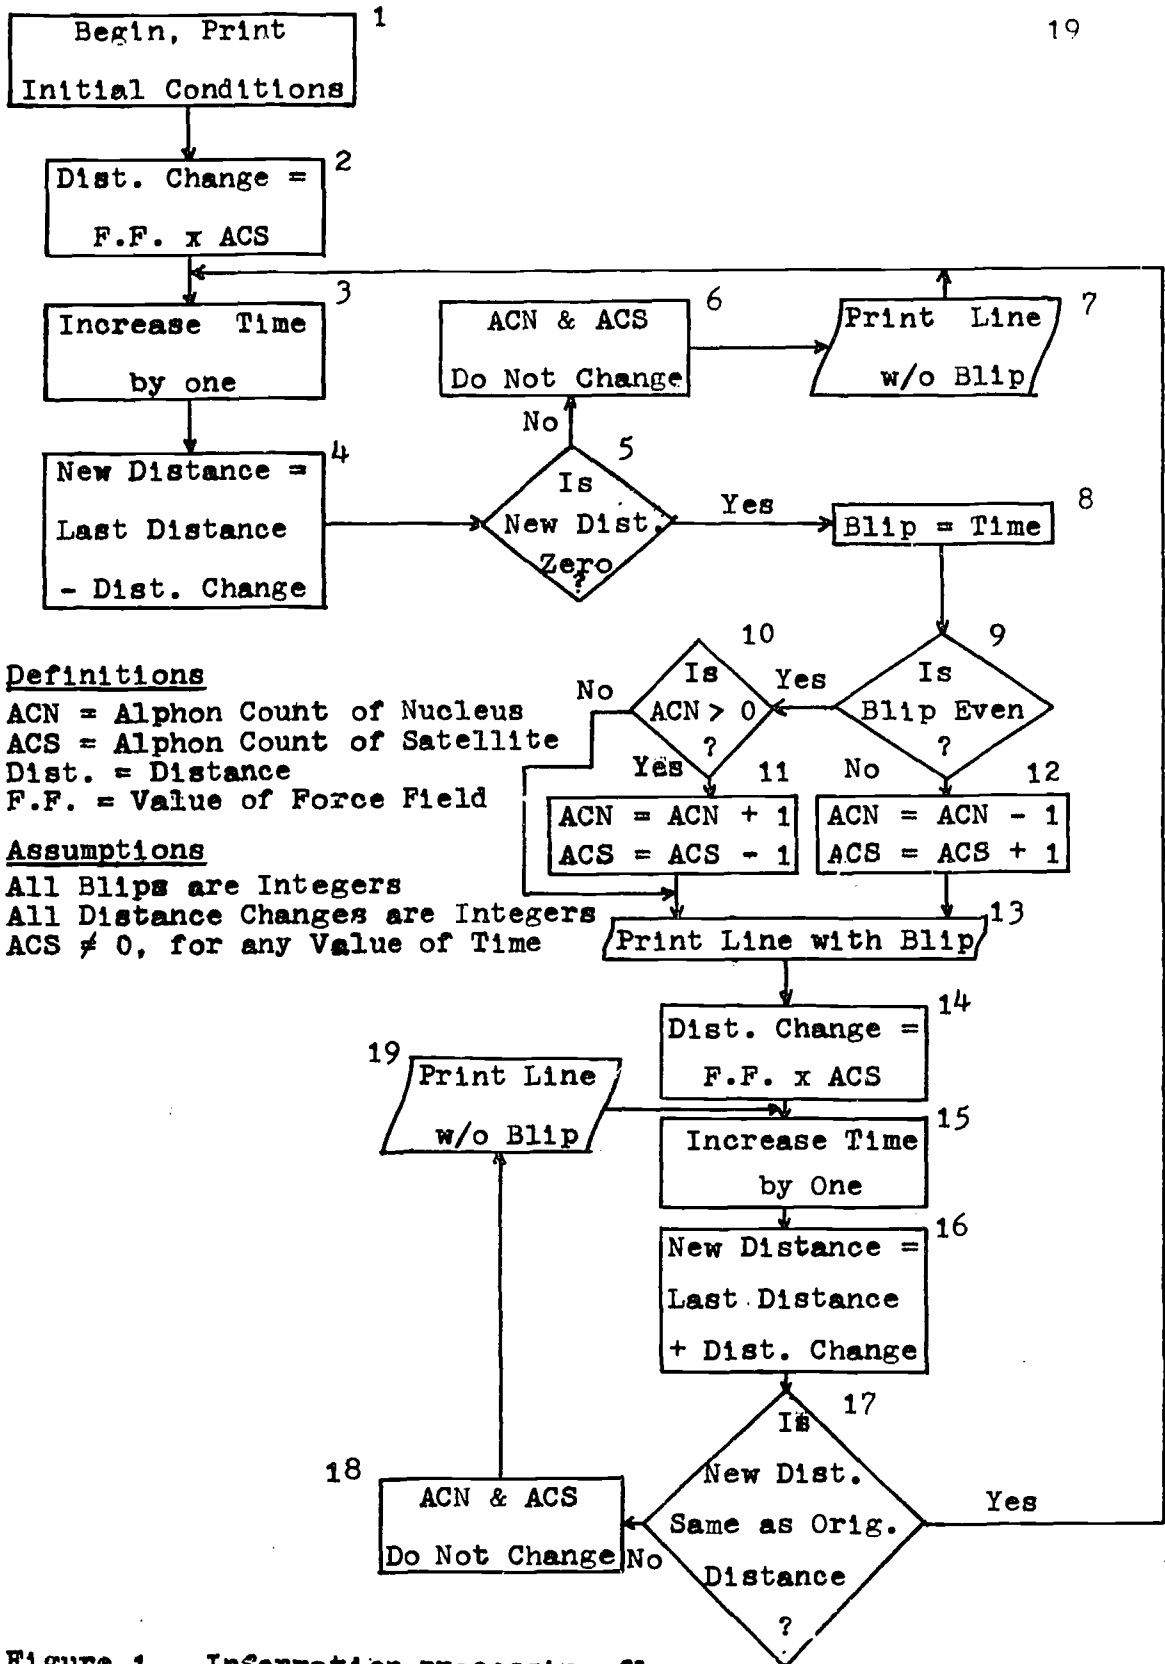 19
1
Begin, Print
Initial Conditions
2
Dist. Change =
F.F. x ACS
3
Increase Time
by one
4
New Distance =
Last Distance
- Dist. Change
5
Is
New Dist.
Zero
?
No
Yes
6
ACN & ACS
Do Not Change
7
Print Line
w/o Blip
8
Blip = Time
9
Is
Blip Even
?
Yes
No
10
Is
ACN > 0
?
No
Yes
11
ACN = ACN + 1
ACS = ACS - 1
12
ACN = ACN - 1
ACS = ACS + 1
Definitions
ACN = Alphon Count of Nucleus
ACS = Alphon Count of Satellite
Dist. = Distance
F.F. = Value of Force Field
Assumptions
All Blips are Integers
All Distance Changes are Integers
ACS ≠ 0, for any Value of Time
13
Print Line with Blip
14
Dist. Change =
F.F. x ACS
15
Increase Time
by One
16
New Distance =
Last Distance
+ Dist. Change
17
Is
New Dist.
Same as Orig.
Distance
?
Yes
No
18
ACN & ACS
Do Not Change
19
Print Line
w/o Blip
Figure 1. Information